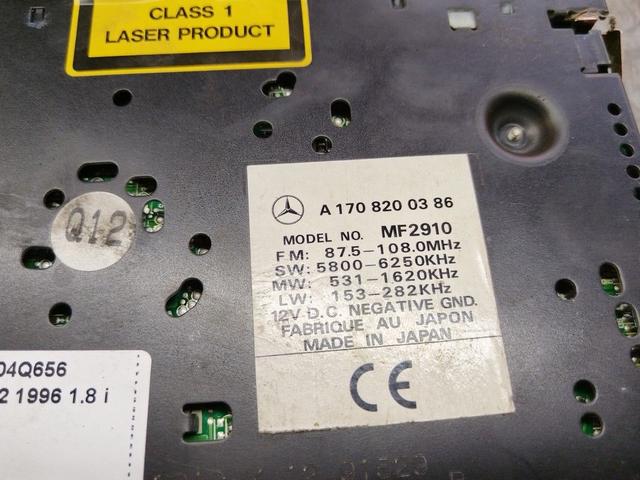 CLASS 1
LASER PRODUCT
A 170 820 03 86
MODEL NO. MF2910
FM: 87.5-108.0MHz
SW: 5800-6250KHz
MW: 531-1620KHz
LW: 153-282KHz
12V D.C. NEGATIVE GND.
FABRIQUE AU JAPON
MADE IN JAPAN
CE
Q12
04Q656
2 1996 1.8 i